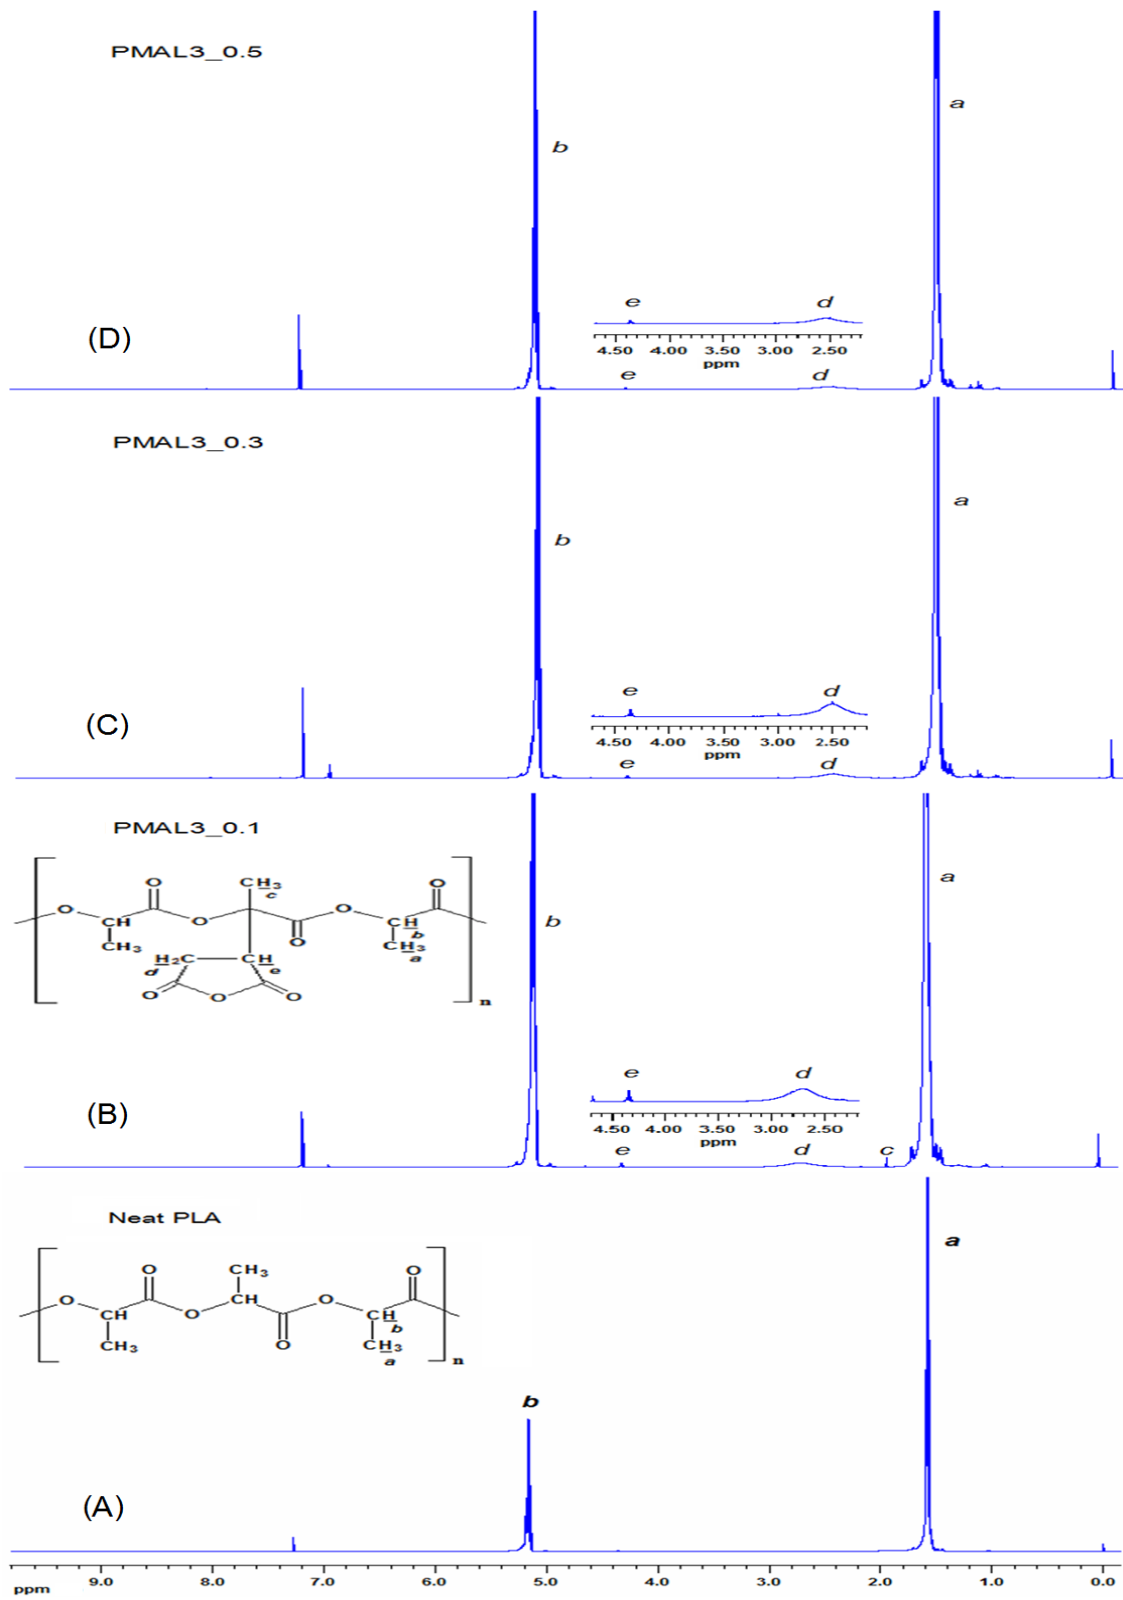 PMAL3_0.5
a
b
e d
(D)
4.50 4.00 3.50 3.00 2.50
ppm
e d
PMAL3_0.3
a
b
e d
(C)
4.50 4.00 3.50 3.00 2.50
ppm
e d
PMAL3_0.1
a
b
O CH₃ O
c
O CH O O CH
b
CH₃ O CH₃
a
H₂C CH
d e
O O O
n
e d
(B)
4.50 4.00 3.50 3.00 2.50
ppm
e d c
Neat PLA
a
O CH₃ O
O CH O CH O CH
b
CH₃ O CH₃
a
n
b
(A)
ppm 9.0 8.0 7.0 6.0 5.0 4.0 3.0 2.0 1.0 0.0